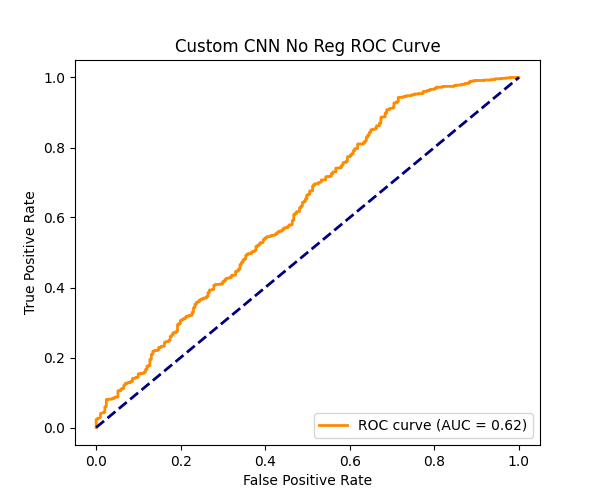 Custom CNN No Reg ROC Curve
1.0
0.8
0.6
0.4
0.2
0.0
True Positive Rate
ROC curve (AUC = 0.62)
0.0 0.2 0.4 0.6 0.8 1.0
False Positive Rate